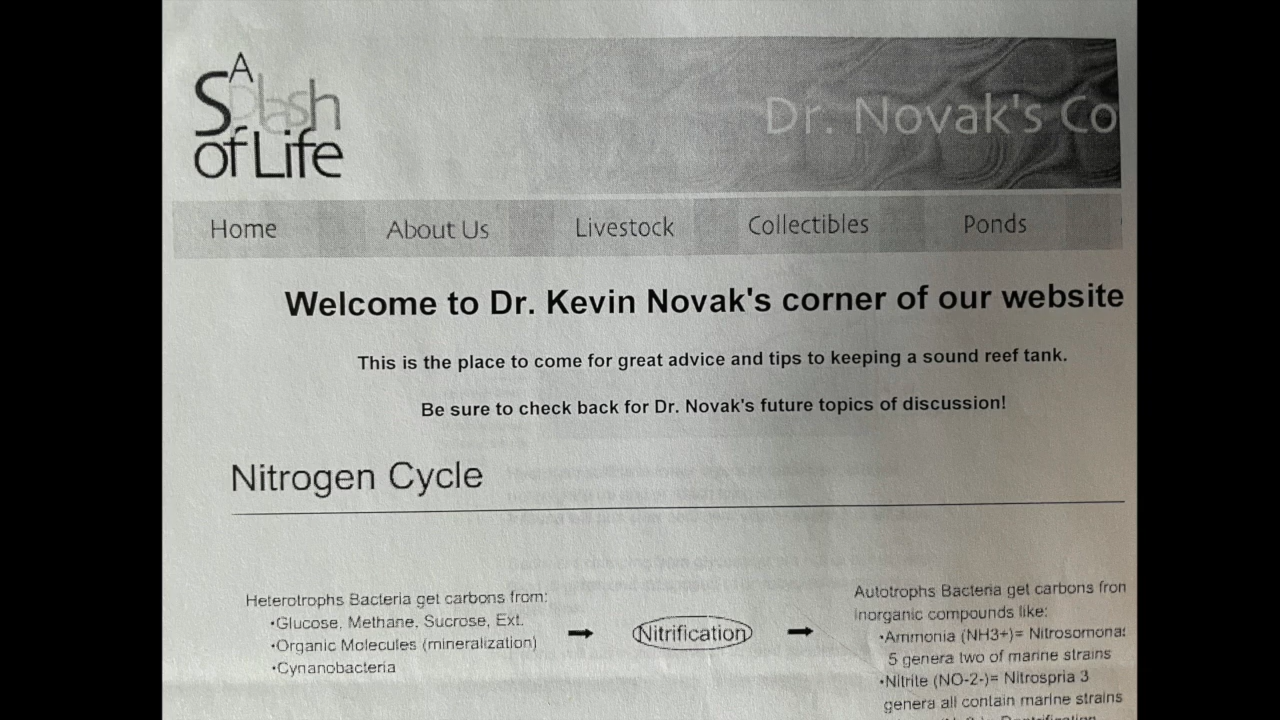 A
Splash
of Life
Dr. Novak's Co
Home About Us Livestock Collectibles Ponds
Welcome to Dr. Kevin Novak's corner of our website
This is the place to come for great advice and tips to keeping a sound reef tank.
Be sure to check back for Dr. Novak's future topics of discussion!
Nitrogen Cycle
Heterotrophs Bacteria get carbons from:
•Glucose, Methane, Sucrose, Ext.
•Organic Molecules (mineralization)
•Cynanobacteria
Nitrification
Autotrophs Bacteria get carbons fron
inorganic compounds like:
•Ammonia (NH3+)= Nitrosomonas
5 genera two of marine strains
•Nitrite (NO-2-)= Nitrospria 3
genera all contain marine strains